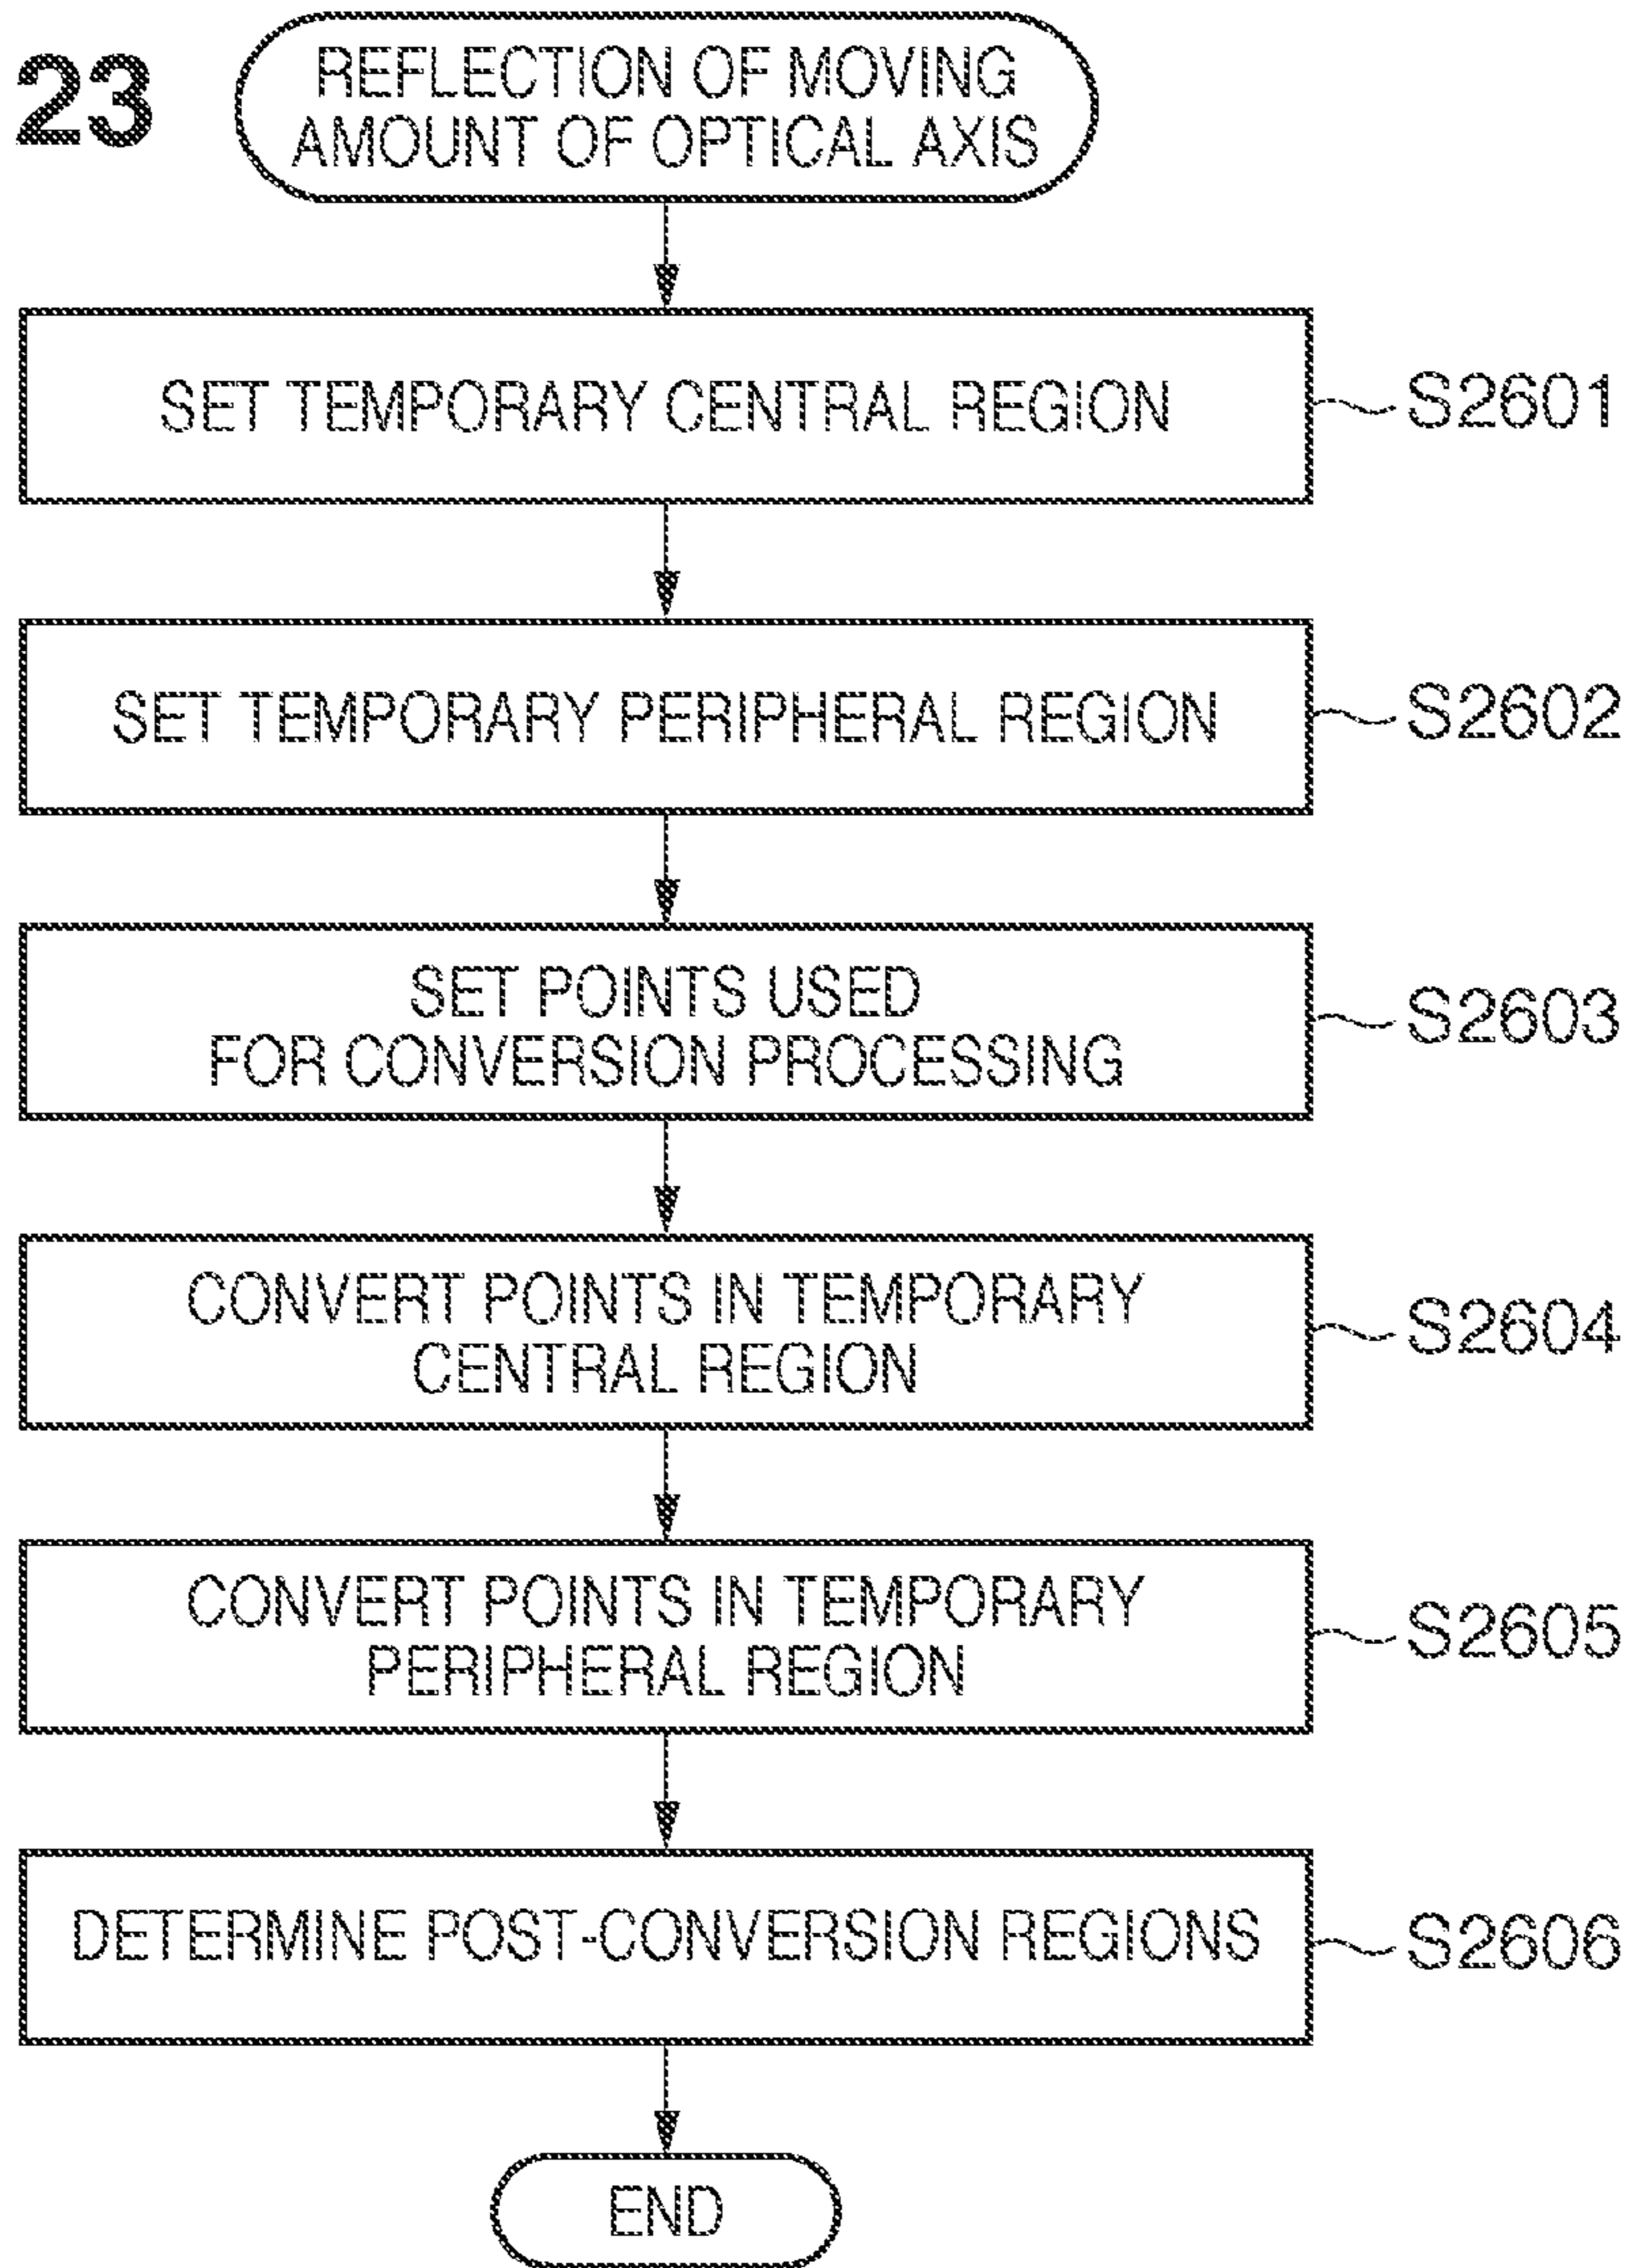 23
REFLECTION OF MOVING
AMOUNT OF OPTICAL AXIS
SET TEMPORARY CENTRAL REGION
S2601
SET TEMPORARY PERIPHERAL REGION
S2602
SET POINTS USED
FOR CONVERSION PROCESSING
S2603
CONVERT POINTS IN TEMPORARY
CENTRAL REGION
S2604
CONVERT POINTS IN TEMPORARY
PERIPHERAL REGION
S2605
DETERMINE POST-CONVERSION REGIONS
S2606
END